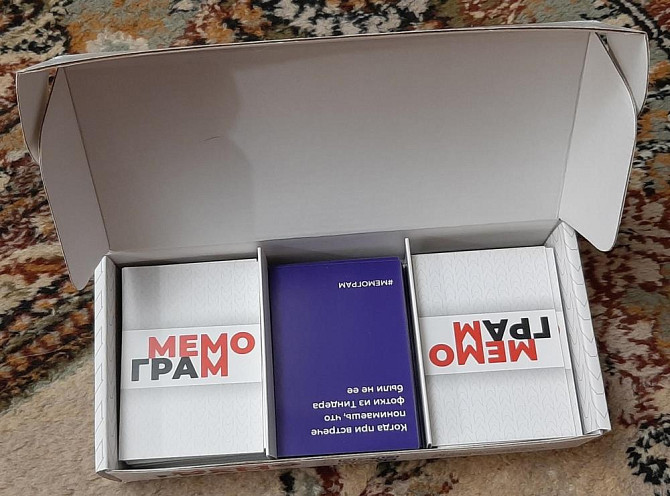 МЕМО
ГРАМ
Когда при встрече
понимаешь, что
фотки из Тиндера
были не ее
#МЕМОГРАМ
МЕМО
ГРАМ